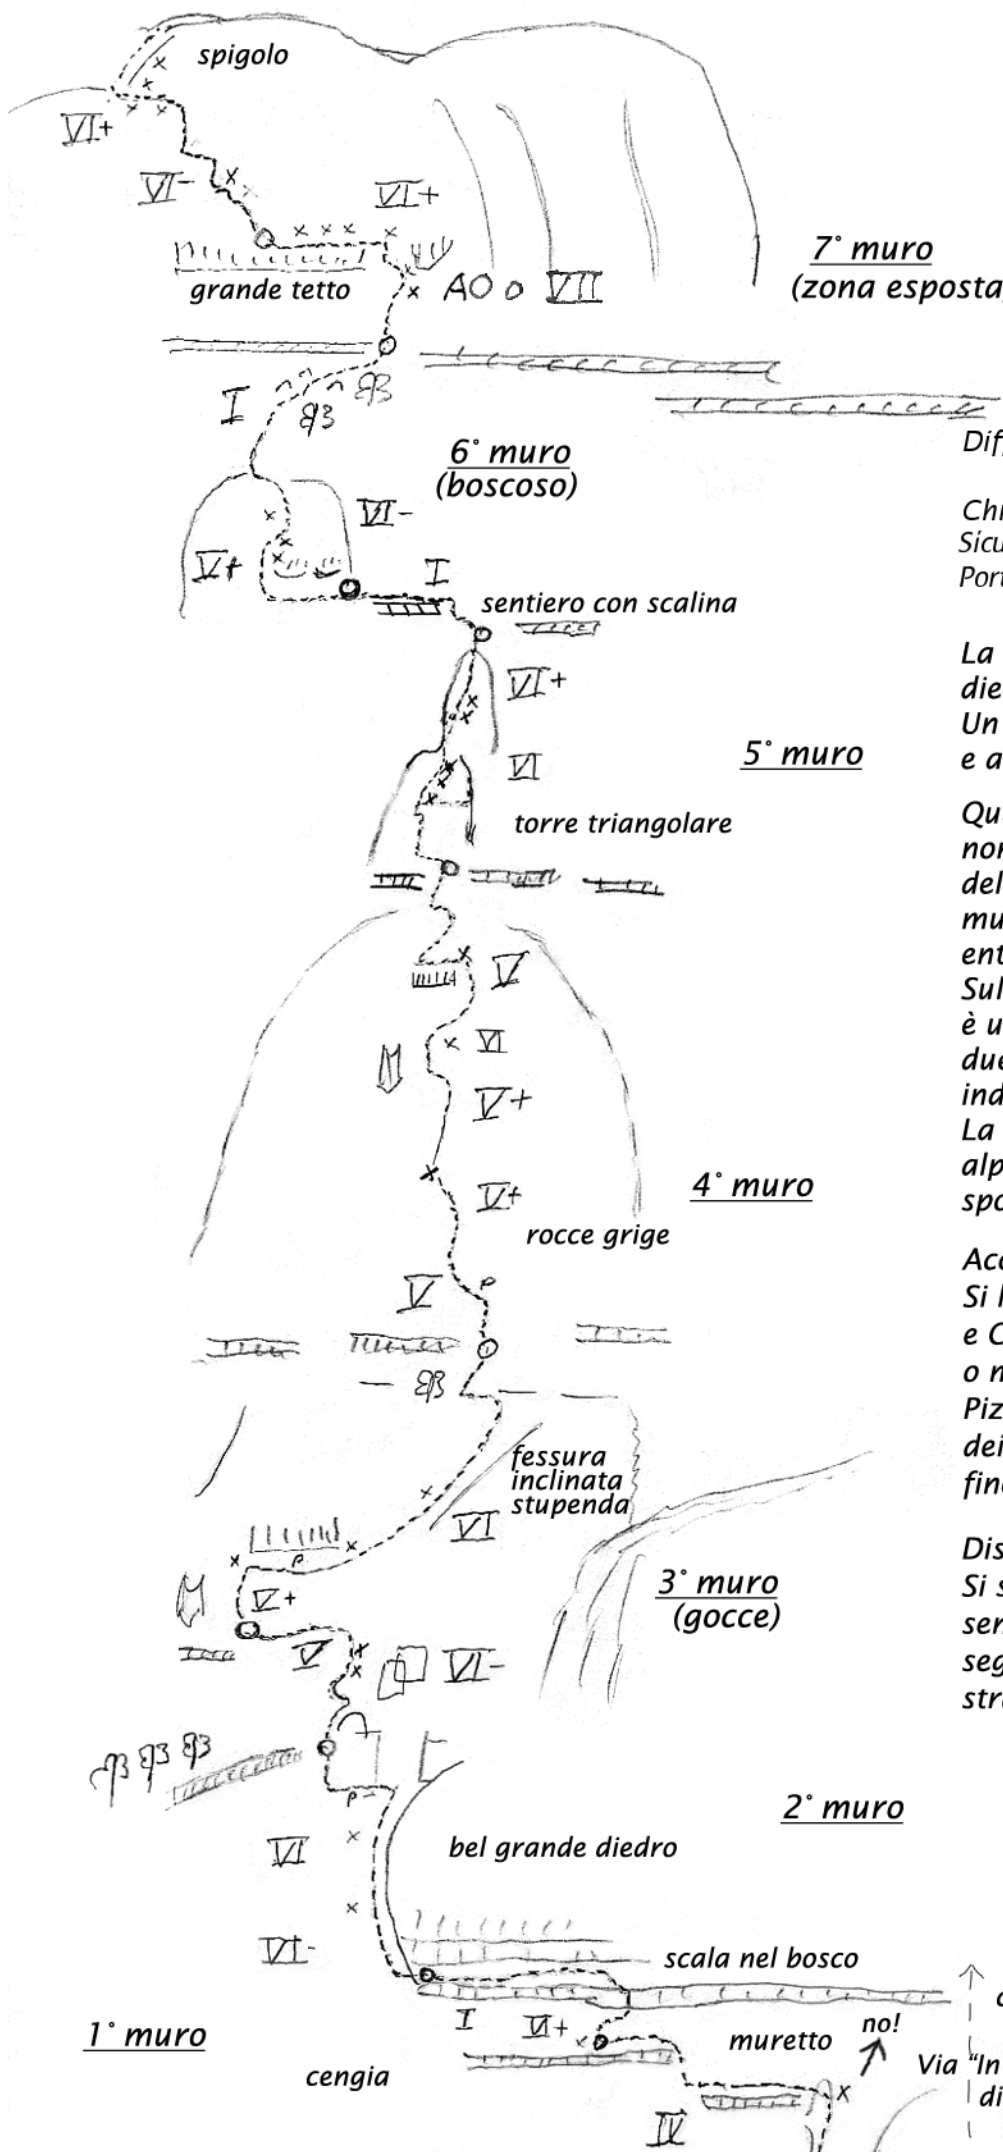 spigolo
VI+
VI-
VI+
grande tetto
AO o VII
7° muro
(zona esposta,
I
6° muro
(boscoso)
Dif
VI-
Ch
Sicu
Port
V+
I
sentiero con scalina
VI+
La
die
Un
e a
VI
5° muro
torre triangolare
Qu
non
del
mu
ent
V
Sul
è u
VI
due
V+
ind
La
alp
spo
4° muro
V+
rocce grige
V
P
Acc
Si l
e C
o n
Piz
dei
fin
fessura
inclinata
stupenda
VI
P
V+
3° muro
(gocce)
Dis
Si s
sen
seg
str
V
VI-
P
2° muro
VI
bel grande diedro
VI-
scala nel bosco
I
VI+
muretto
no!
1° muro
cengia
Via "In
di
IV